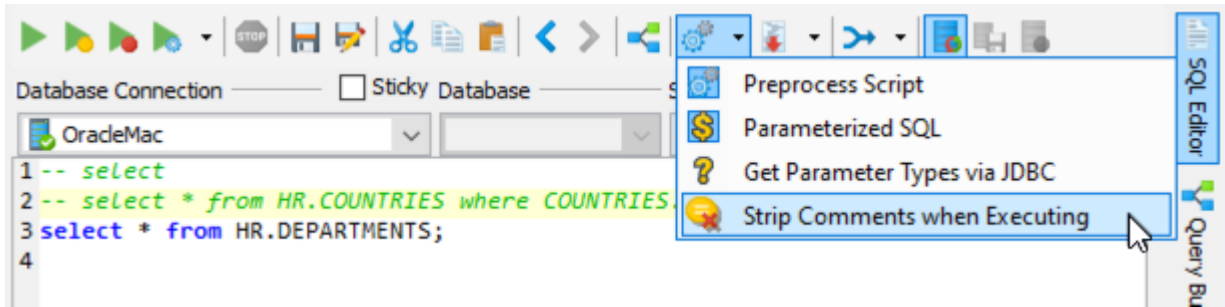 STOP
Database Connection Sticky Database
OracleMac
1 -- select
2 -- select * from HR.COUNTRIES where COUNTRIES.
3 select * from HR.DEPARTMENTS;
4
Preprocess Script
Parameterized SQL
Get Parameter Types via JDBC
Strip Comments when Executing
SQL Editor
Query Bu